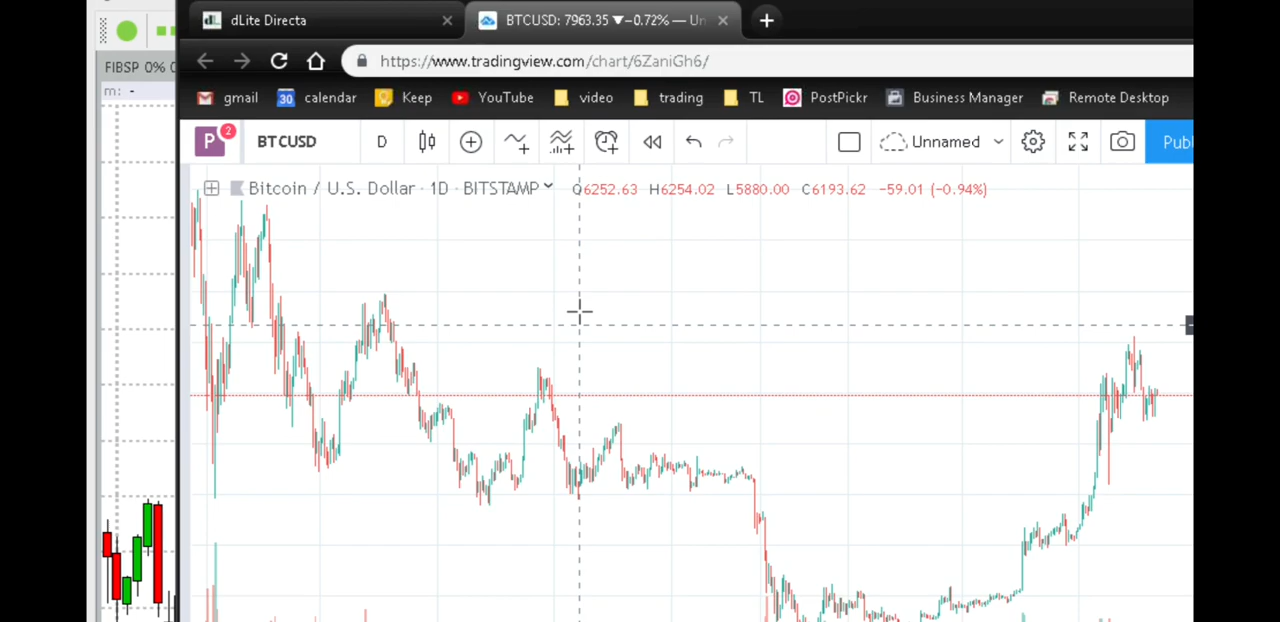 dLite Directa
BTCUSD: 7963.35 ▼−0.72% — Un
FIBSP 0%
m: -
https://www.tradingview.com/chart/6ZaniGh6/
gmail 30 calendar Keep YouTube video trading TL PostPickr Business Manager Remote Desktop
P 2 BTCUSD D Unnamed Publ
Bitcoin / U.S. Dollar · 1D · BITSTAMP O6252.63 H6254.02 L5880.00 C6193.62 −59.01 (−0.94%)